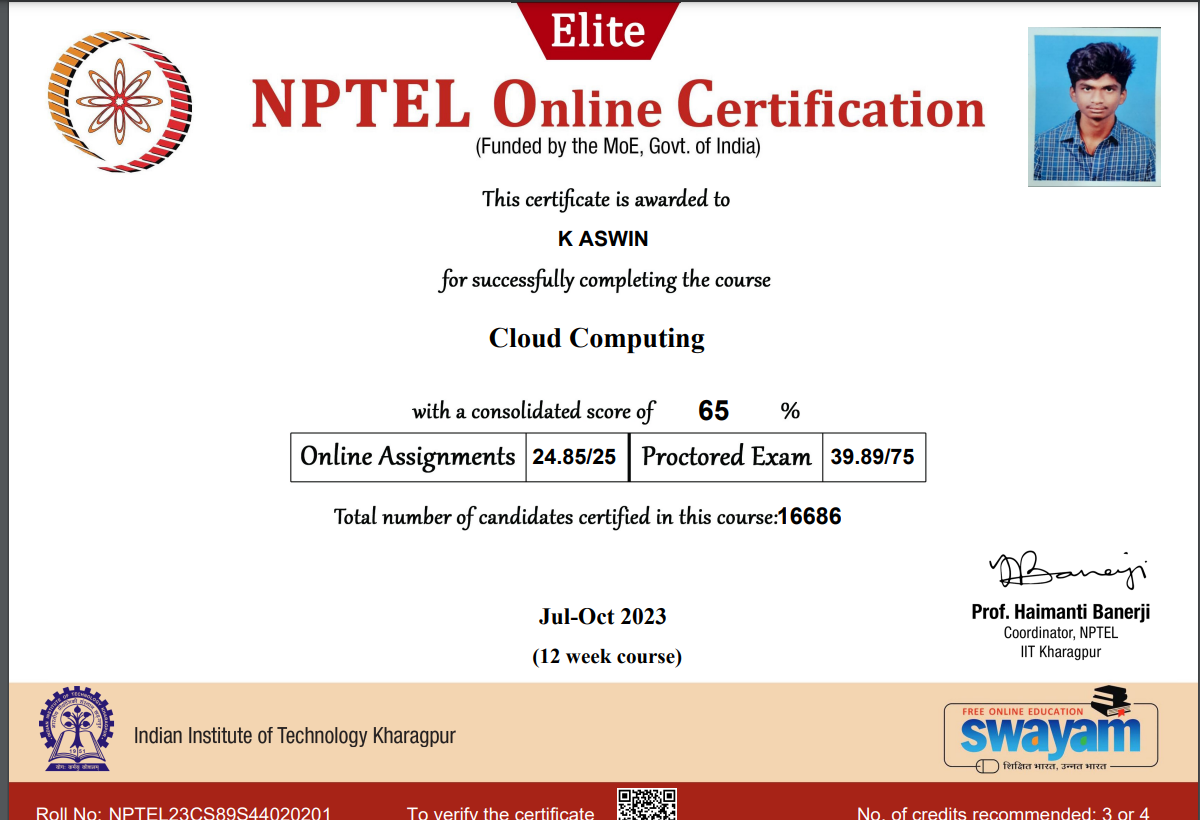 Elite
NPTEL Online Certification
(Funded by the MoE, Govt. of India)
This certificate is awarded to
K ASWIN
for successfully completing the course
Cloud Computing
with a consolidated score of 65 %
Online Assignments 24.85/25 Proctored Exam 39.89/75
Total number of candidates certified in this course:16686
Jul-Oct 2023
(12 week course)
Prof. Haimanti Banerji
Coordinator, NPTEL
IIT Kharagpur
Indian Institute of Technology Kharagpur
FREE ONLINE EDUCATION
swayam
शिक्षित भारत, उन्नत भारत
Roll No: NPTEL23CS89S44020201 To verify the certificate No. of credits recommended: 3 or 4